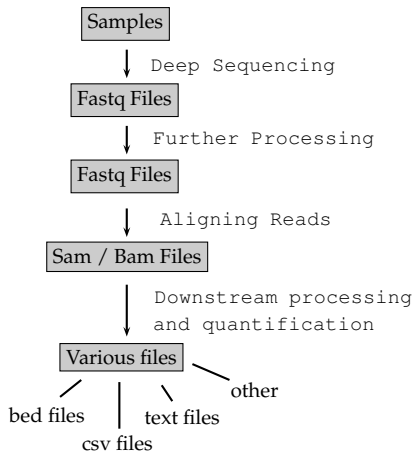 Samples
Deep Sequencing
Fastq Files
Further Processing
Fastq Files
Aligning Reads
Sam / Bam Files
Downstream processing
and quantification
Various files
other
bed files
text files
csv files